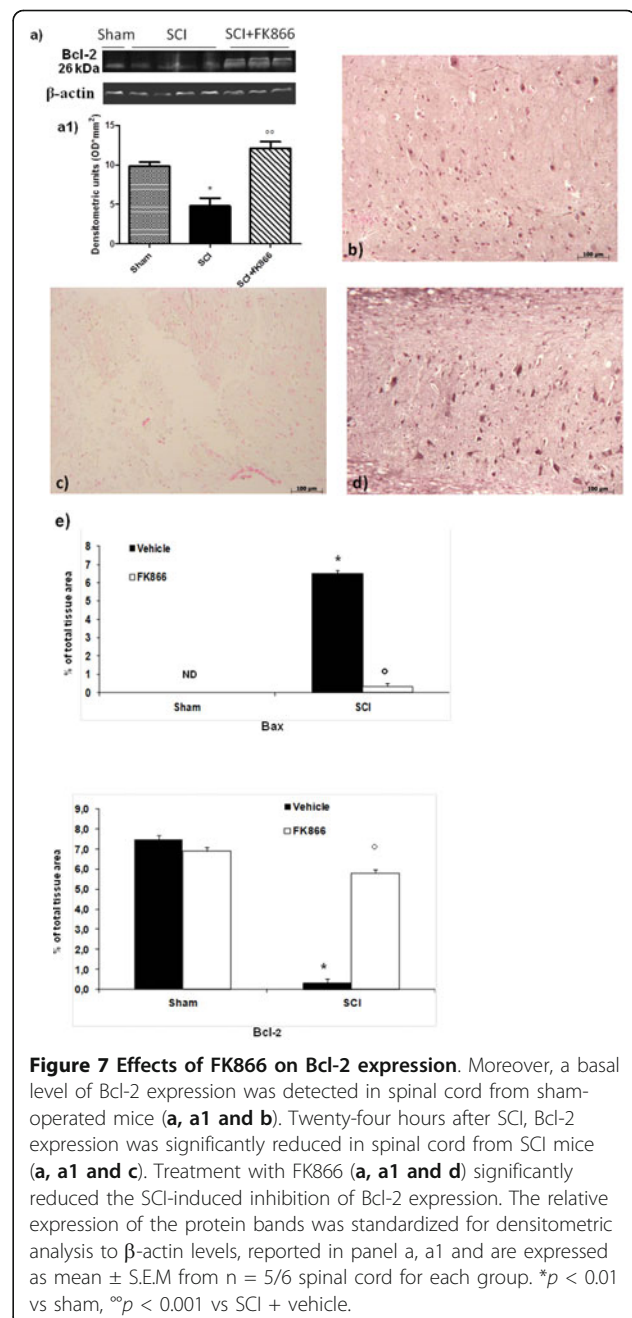 a) Sham SCI SCI+FK866
Bcl-2
26 kDa
β-actin
a1)
Densitometric units (OD*mm²)
15
10
5
0
*
°°
Sham
SCI
SCI+FK866
100 µm
b)
c)
100 µm
d)
100 µm
e)
Vehicle
FK866
% of total tissue area
8
7
6
5
4
3
2
1
0
ND
*
°
Sham SCI
Bax
Vehicle
FK866
% of total tissue area
9,0
8,0
7,0
6,0
5,0
4,0
3,0
2,0
1,0
0,0
*
°
Sham SCI
Bcl-2
Figure 7 Effects of FK866 on Bcl-2 expression. Moreover, a basal
level of Bcl-2 expression was detected in spinal cord from sham-
operated mice (a, a1 and b). Twenty-four hours after SCI, Bcl-2
expression was significantly reduced in spinal cord from SCI mice
(a, a1 and c). Treatment with FK866 (a, a1 and d) significantly
reduced the SCI-induced inhibition of Bcl-2 expression. The relative
expression of the protein bands was standardized for densitometric
analysis to β-actin levels, reported in panel a, a1 and are expressed
as mean ± S.E.M from n = 5/6 spinal cord for each group. *p < 0.01
vs sham, °°p < 0.001 vs SCI + vehicle.